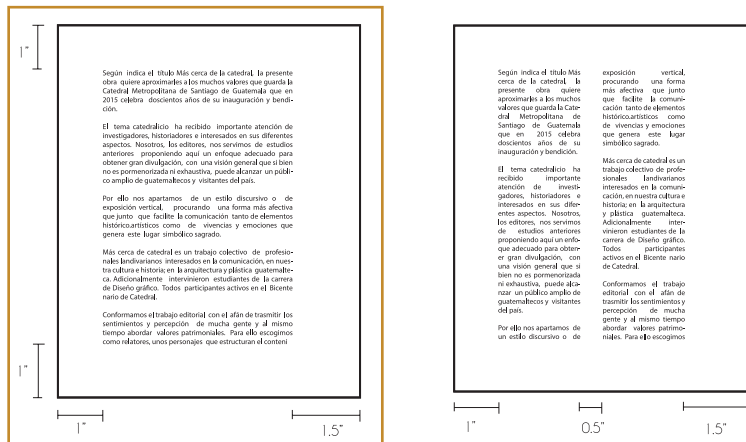 1"
Según indica el título Más cerca de la catedral, la presente
obra quiere aproximarles a los muchos valores que guarda la
Catedral Metropolitana de Santiago de Guatemala que en
2015 celebra doscientos años de su inauguración y bendi-
ción.
El tema catedralicio ha recibido importante atención de
investigadores, historiadores e interesados en sus diferentes
aspectos. Nosotros, los editores, nos servimos de estudios
anteriores proponiendo aquí un enfoque adecuado para
obtener gran divulgación, con una visión general que si bien
no es pormenorizada ni exhaustiva, puede alcanzar un públi-
co amplio de guatemaltecos y visitantes del país.
Por ello nos apartamos de un estilo discursivo o de
exposición vertical, procurando una forma más afectiva
que junto que facilite la comunicación tanto de elementos
histórico.artísticos como de vivencias y emociones que
genera este lugar simbólico sagrado.
Más cerca de catedral es un trabajo colectivo de profesio-
nales landivarianos interesados en la comunicación, en nues-
tra cultura e historia; en la arquitectura y plástica guatemalte-
ca. Adicionalmente intervinieron estudiantes de la carrera
de Diseño gráfico. Todos participantes activos en el Bicente
nario de Catedral.
Conformamos el trabajo editorial con el afán de trasmitir los
sentimientos y percepción de mucha gente y al mismo
tiempo abordar valores patrimoniales. Para ello escogimos
como relatores, unos personajes que estructuran el conteni
1"
1"
1.5"
Según indica el título Más
cerca de la catedral, la
presente obra quiere
aproximarles a los muchos
valores que guarda la Cate-
dral Metropolitana de
Santiago de Guatemala
que en 2015 celebra
doscientos años de su
inauguración y bendición.
El tema catedralicio ha
recibido importante
atención de investi-
gadores, historiadores e
interesados en sus difer-
entes aspectos. Nosotros,
los editores, nos servimos
de estudios anteriores
proponiendo aquí un enfo-
que adecuado para obten-
er gran divulgación, con
una visión general que si
bien no es pormenorizada
ni exhaustiva, puede alca-
nzar un público amplio de
guatemaltecos y visitantes
del país.
Por ello nos apartamos de
un estilo discursivo o de
exposición vertical,
procurando una forma
más afectiva que junto
que facilite la comuni-
cación tanto de elementos
histórico.artísticos como
de vivencias y emociones
que genera este lugar
simbólico sagrado.
Más cerca de catedral es un
trabajo colectivo de profe-
sionales landivarianos
interesados en la comuni-
cación, en nuestra cultura e
historia; en la arquitectura
y plástica guatemalteca.
Adicionalmente inter-
vinieron estudiantes de la
carrera de Diseño gráfico.
Todos participantes
activos en el Bicente nario
de Catedral.
Conformamos el trabajo
editorial con el afán de
trasmitir los sentimientos y
percepción de mucha
gente y al mismo tiempo
abordar valores patrimo-
niales. Para ello escogimos
1"
0.5"
1.5"